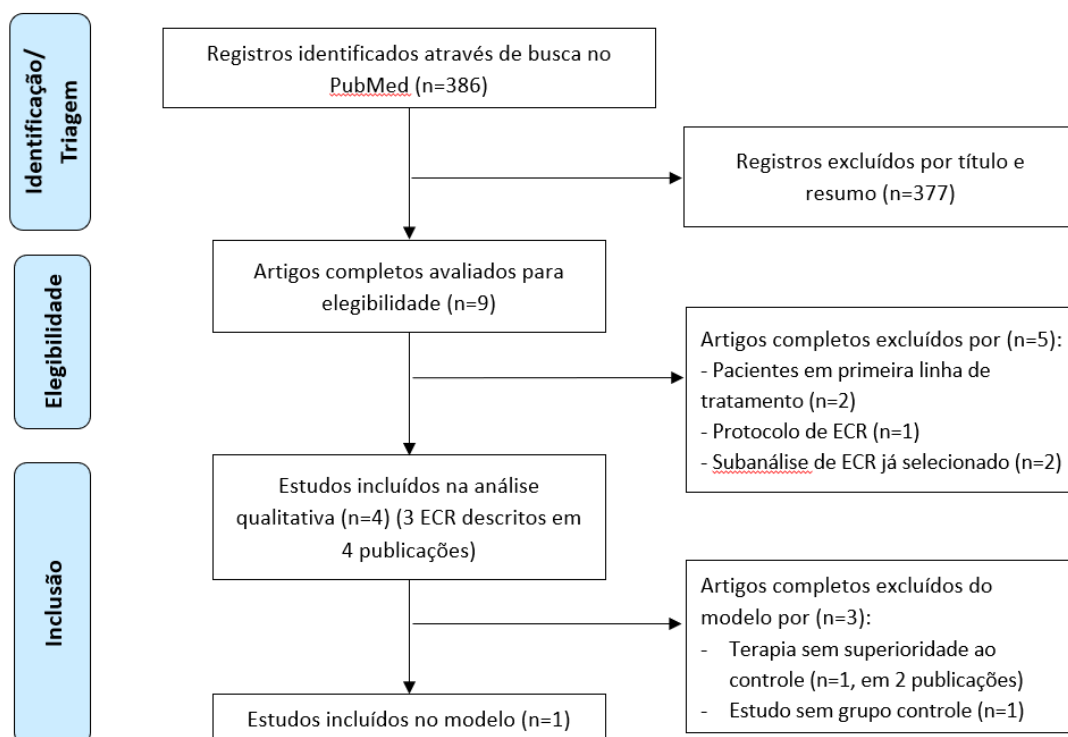 Identificação/
Triagem
Registros identificados através de busca no
PubMed (n=386)
Registros excluídos por título e
resumo (n=377)
Elegibilidade
Artigos completos avaliados para
elegibilidade (n=9)
Artigos completos excluídos por (n=5):
- Pacientes em primeira linha de
tratamento (n=2)
- Protocolo de ECR (n=1)
- Subanálise de ECR já selecionado (n=2)
Inclusão
Estudos incluídos na análise
qualitativa (n=4) (3 ECR descritos em
4 publicações)
Artigos completos excluídos do
modelo por (n=3):
- Terapia sem superioridade ao
controle (n=1, em 2 publicações)
- Estudo sem grupo controle (n=1)
Estudos incluídos no modelo (n=1)